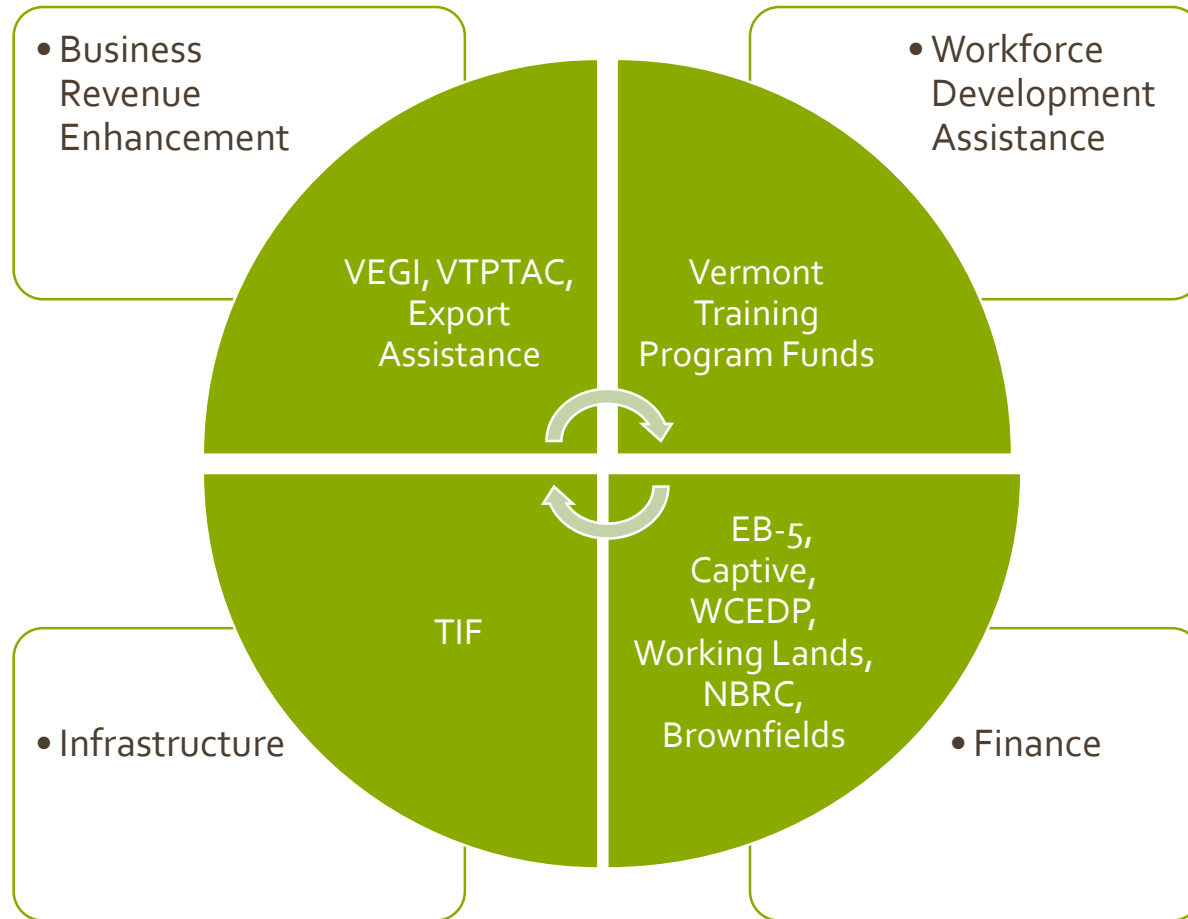 • Business
Revenue
Enhancement
• Workforce
Development
Assistance
VEGI, VTPTAC,
Export
Assistance
Vermont
Training
Program Funds
TIF
EB-5,
Captive,
WCEDP,
Working Lands,
NBRC,
Brownfields
• Infrastructure
• Finance